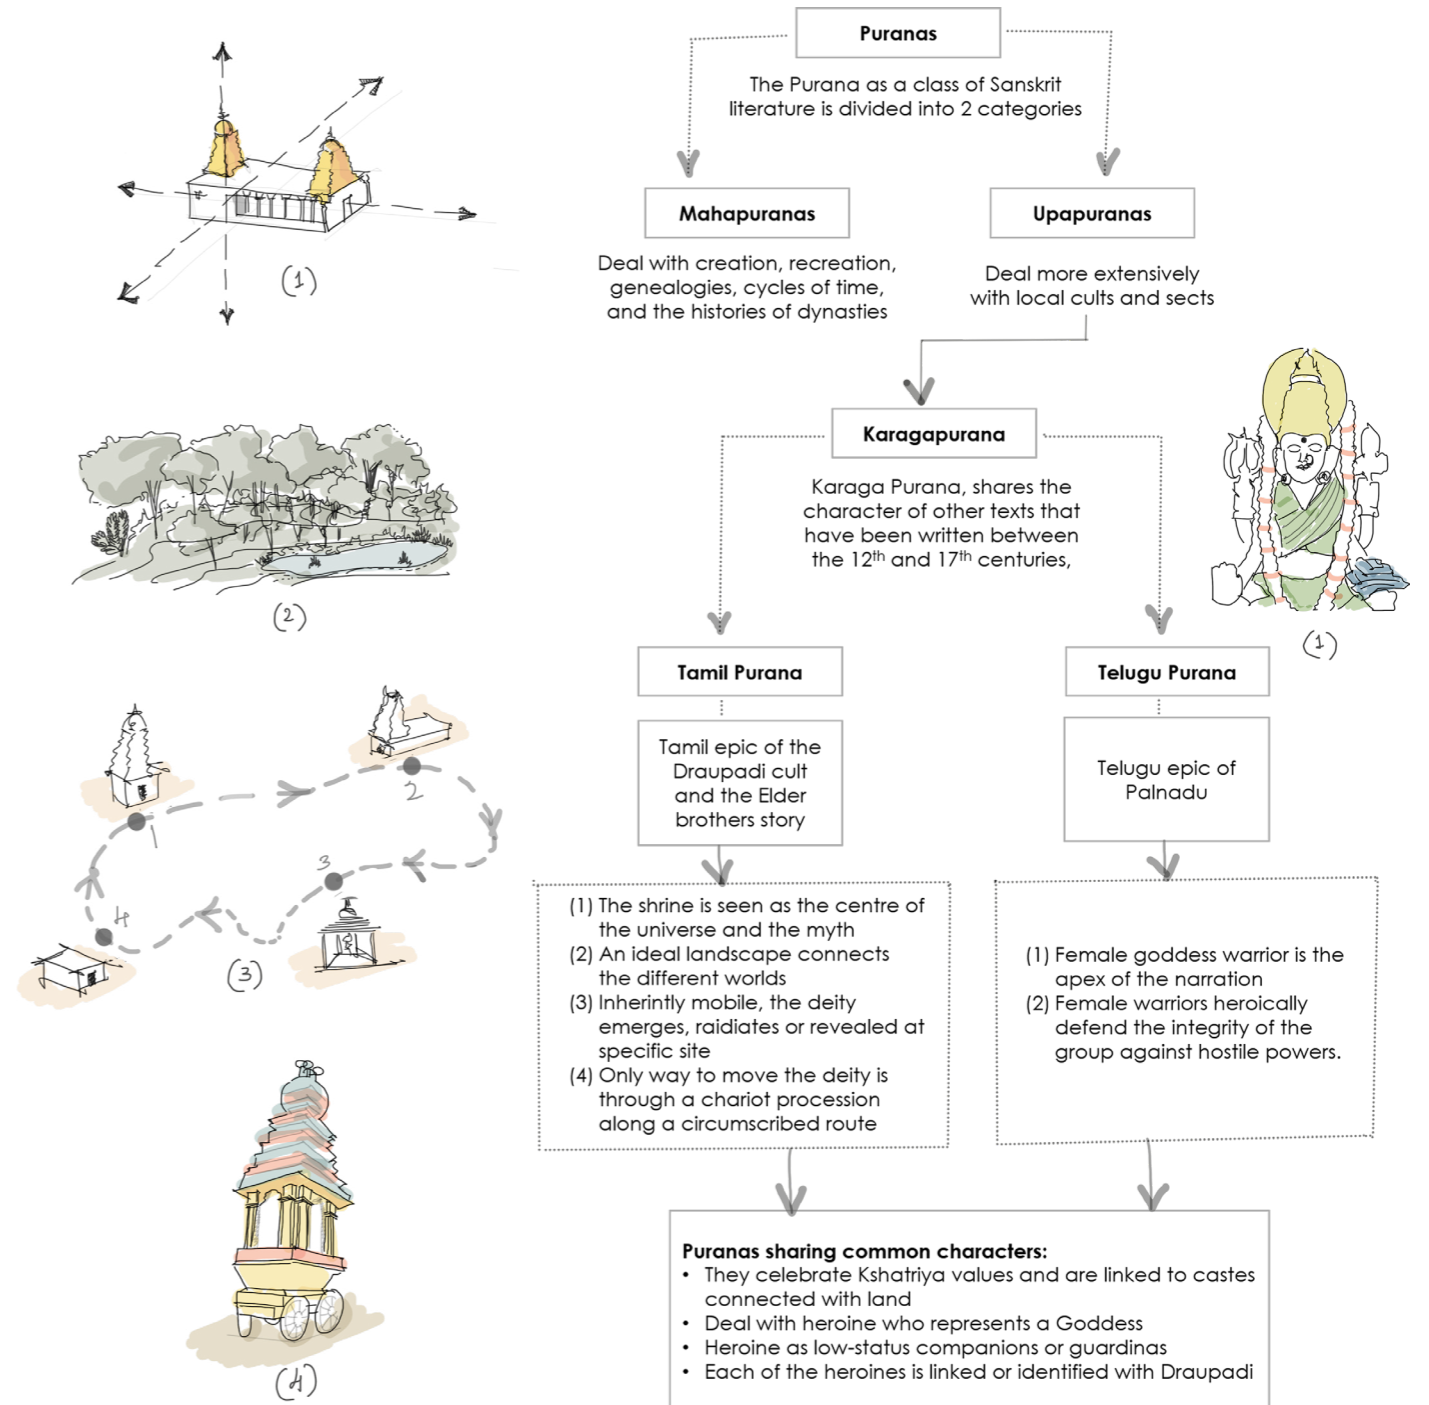 Puranas
The Purana as a class of Sanskrit
literature is divided into 2 categories
Mahapuranas
Upapuranas
Deal with creation, recreation,
genealogies, cycles of time,
and the histories of dynasties
Deal more extensively
with local cults and sects
(1)
Karagapurana
Karaga Purana, shares the
character of other texts that
have been written between
the 12th and 17th centuries,
(2)
(1)
Tamil Purana
Telugu Purana
Tamil epic of the
Draupadi cult
and the Elder
brothers story
Telugu epic of
Palnadu
1
2
3
4
(3)
(1) The shrine is seen as the centre of
the universe and the myth
(2) An ideal landscape connects
the different worlds
(3) Inherintly mobile, the deity
emerges, raidiates or revealed at
specific site
(4) Only way to move the deity is
through a chariot procession
along a circumscribed route
(1) Female goddess warrior is the
apex of the narration
(2) Female warriors heroically
defend the integrity of the
group against hostile powers.
(4)
Puranas sharing common characters:
• They celebrate Kshatriya values and are linked to castes
connected with land
• Deal with heroine who represents a Goddess
• Heroine as low-status companions or guardinas
• Each of the heroines is linked or identified with Draupadi